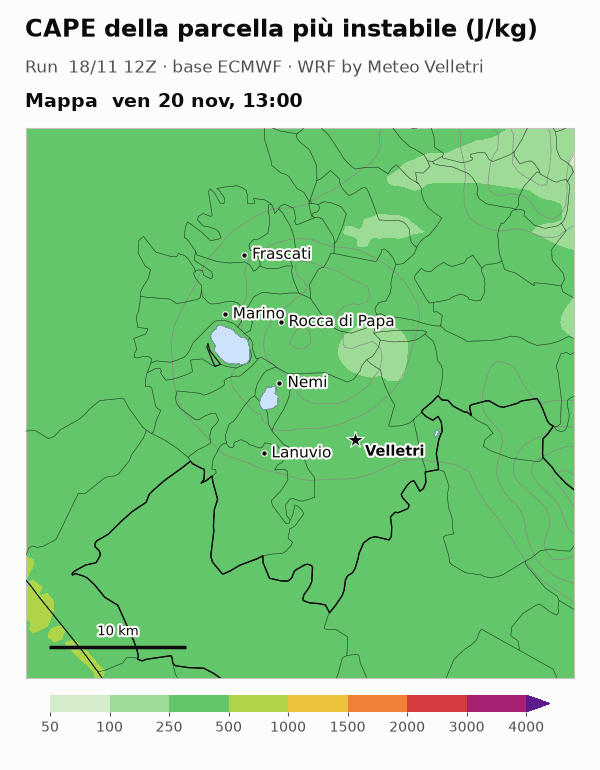 CAPE della parcella più instabile (J/kg)
Run 18/11 12Z · base ECMWF · WRF by Meteo Velletri
Mappa ven 20 nov, 13:00
Frascati
Marino
Rocca di Papa
Nemi
Velletri
Lanuvio
10 km
50 100 250 500 1000 1500 2000 3000 4000